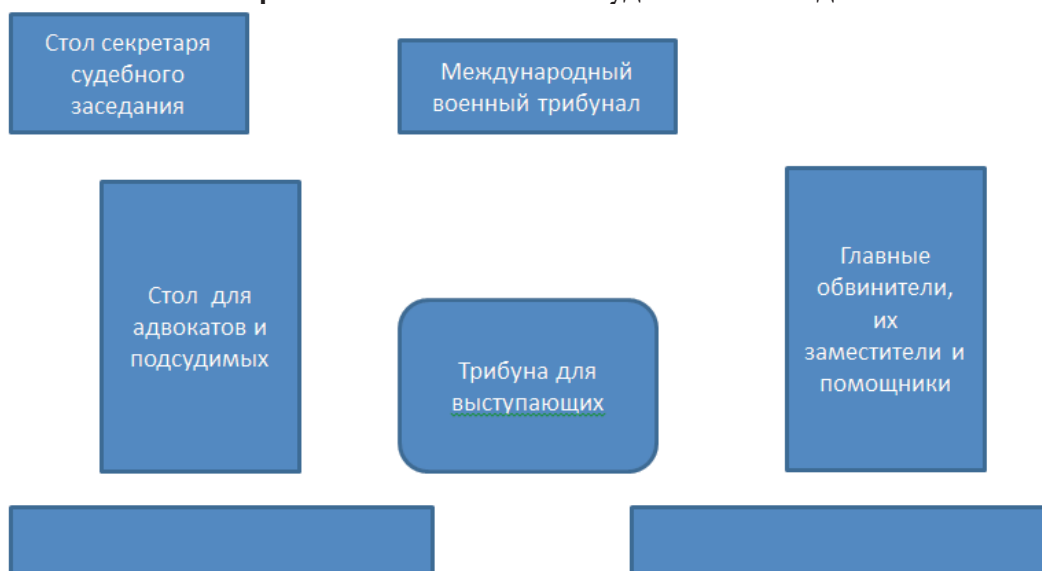 Стол секретаря
судебного
заседания
Международный
военный трибунал
Стол для
адвокатов и
подсудимых
Трибуна для
выступающих
Главные
обвинители,
их
заместители и
помощники